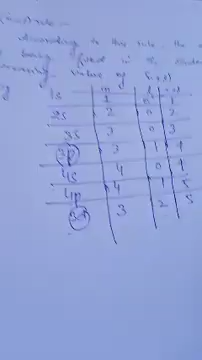 According to this rule, the
being filled in the
increasing value of (n+l)
n l n+l
1s 1 0 1
2s 2 0 2
3s 3 0 3
3p 3 1 4
4s 4 0 4
4p 4 1 5
3d 3 2 5